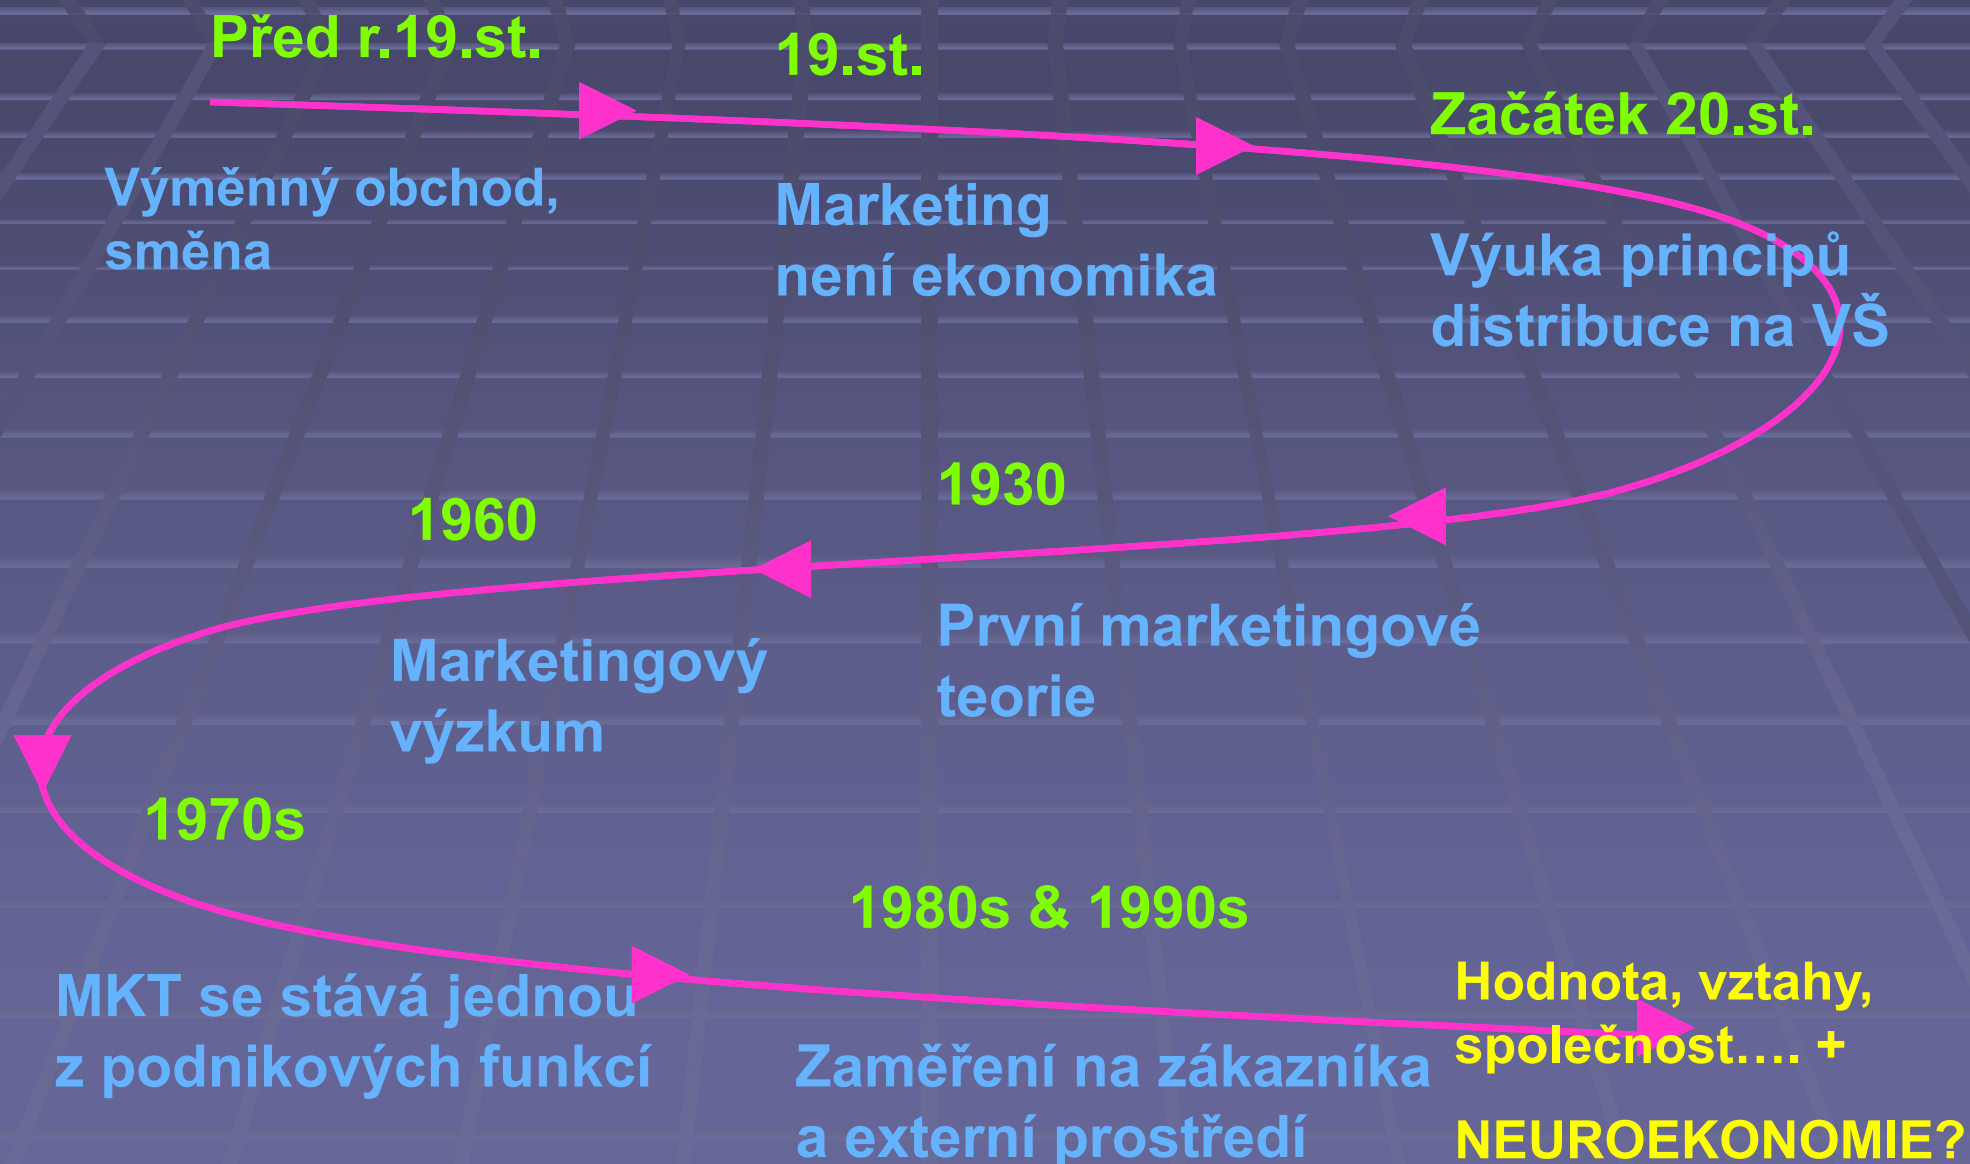 Před r.19.st.
Výměnný obchod,
směna
19.st.
Marketing
není ekonomika
Začátek 20.st.
Výuka principů
distribuce na VŠ
1930
První marketingové
teorie
1960
Marketingový
výzkum
1970s
MKT se stává jednou
z podnikových funkcí
1980s & 1990s
Zaměření na zákazníka
a externí prostředí
Hodnota, vztahy,
společnost.... +
NEUROEKONOMIE?